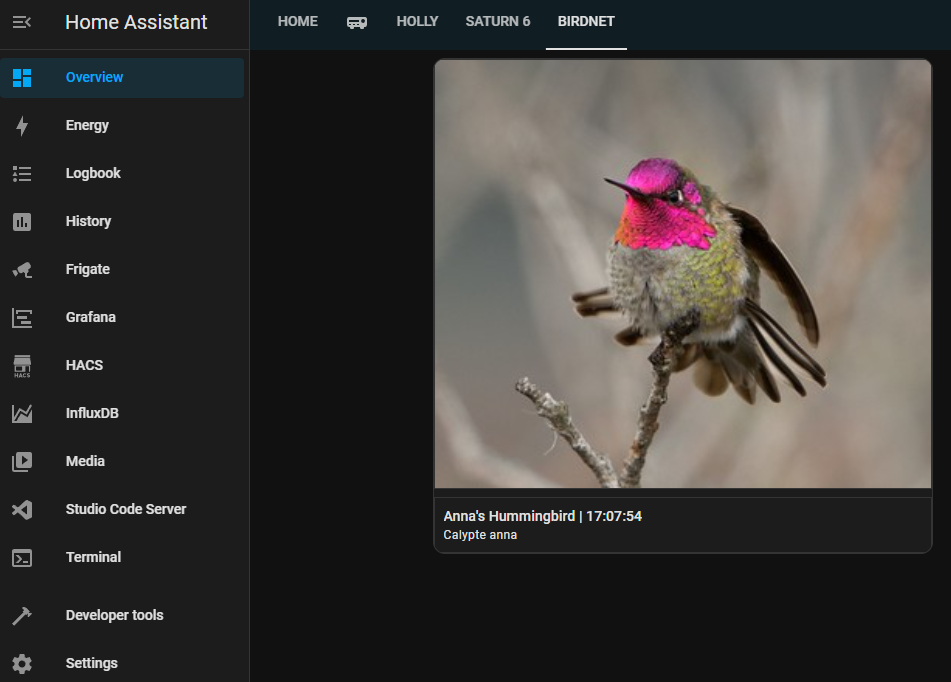 Home Assistant
HOME
HOLLY
SATURN 6
BIRDNET
Overview
Energy
Logbook
History
Frigate
Grafana
HACS
HACS
InfluxDB
Media
Studio Code Server
Terminal
Developer tools
Settings
Anna's Hummingbird | 17:07:54
Calypte anna